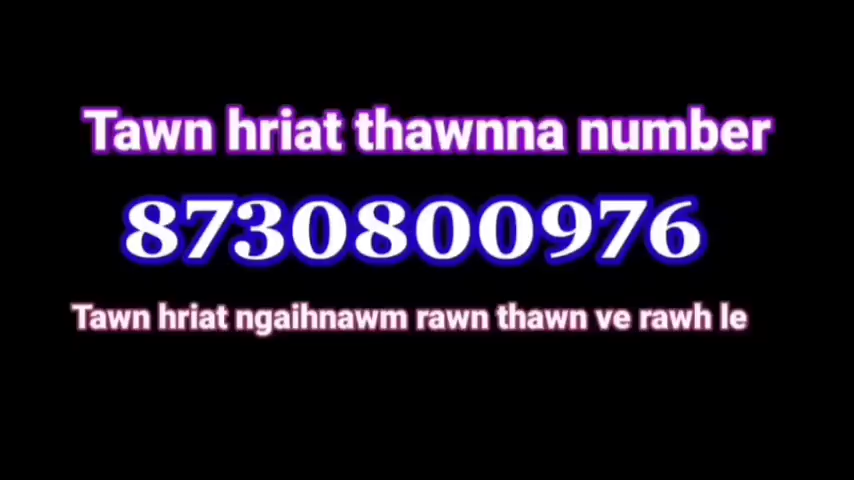 Tawn hriat thawnna number
8730800976
Tawn hriat ngaihnawm rawn thawn ve rawh le